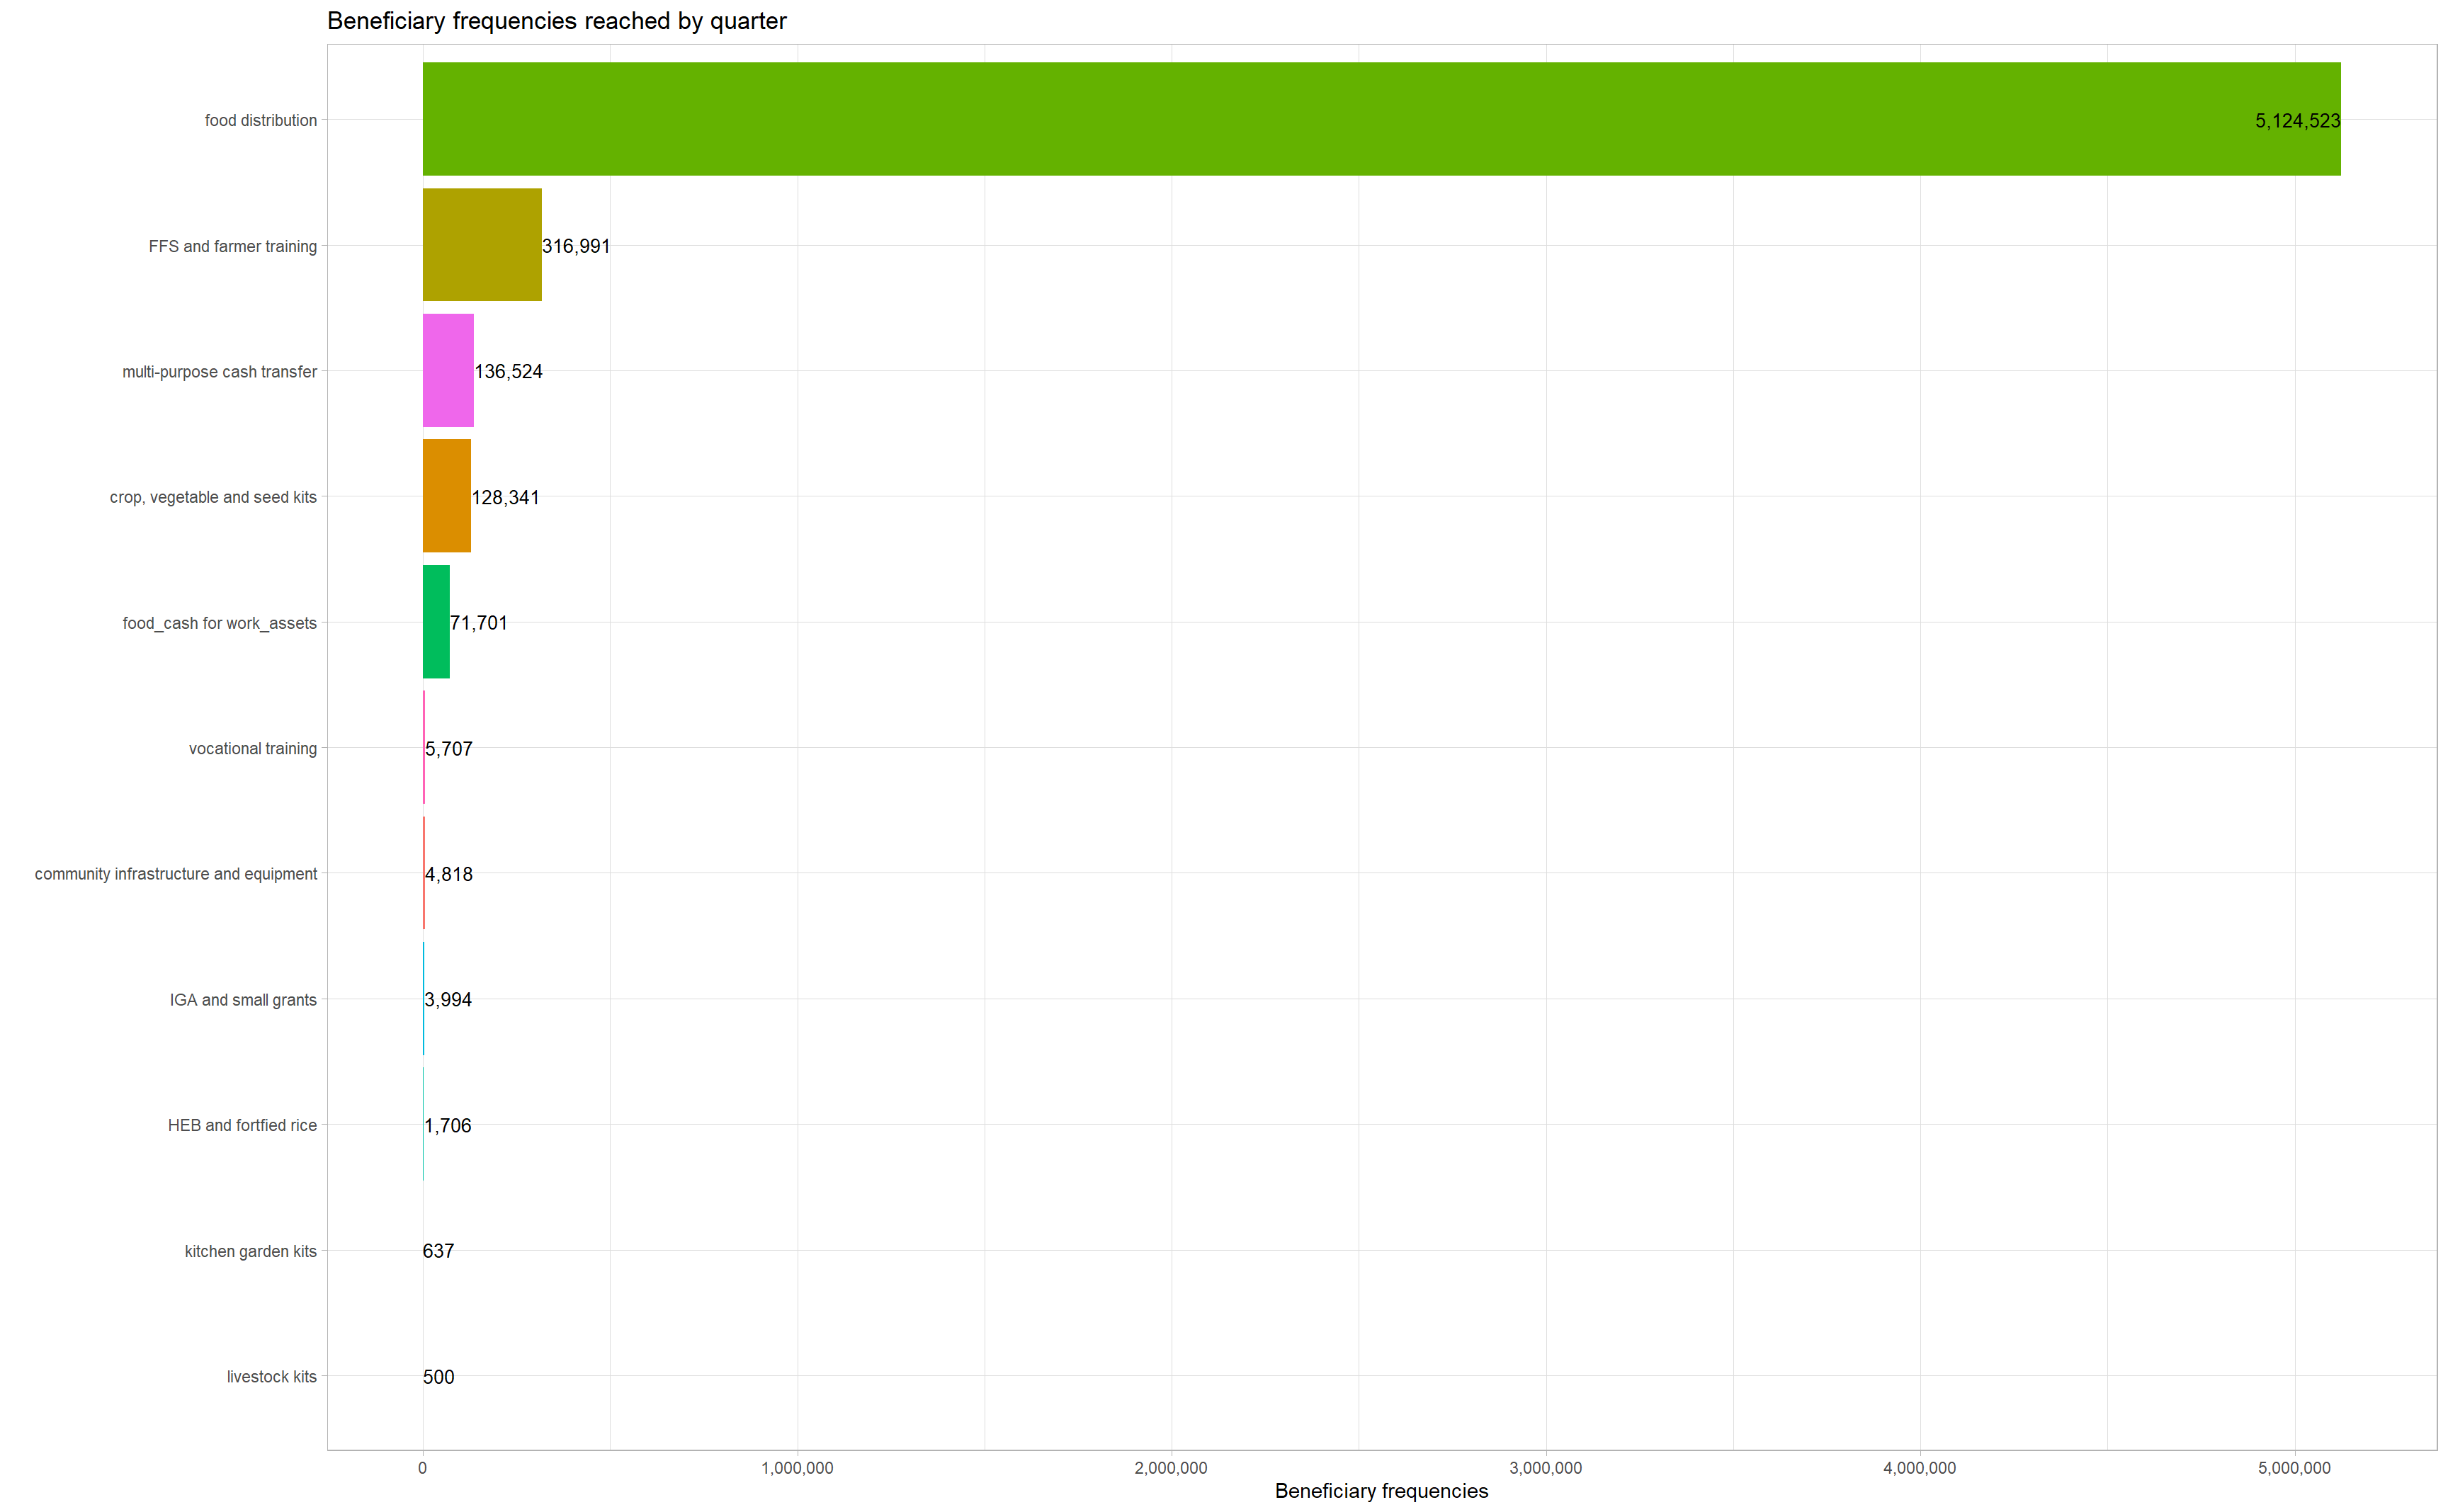 Beneficiary frequencies reached by quarter
food distribution 5,124,523
FFS and farmer training 316,991
multi-purpose cash transfer 136,524
crop, vegetable and seed kits 128,341
food_cash for work_assets 71,701
vocational training 5,707
community infrastructure and equipment 4,818
IGA and small grants 3,994
HEB and fortfied rice 1,706
kitchen garden kits 637
livestock kits 500
0 1,000,000 2,000,000 3,000,000 4,000,000 5,000,000
Beneficiary frequencies